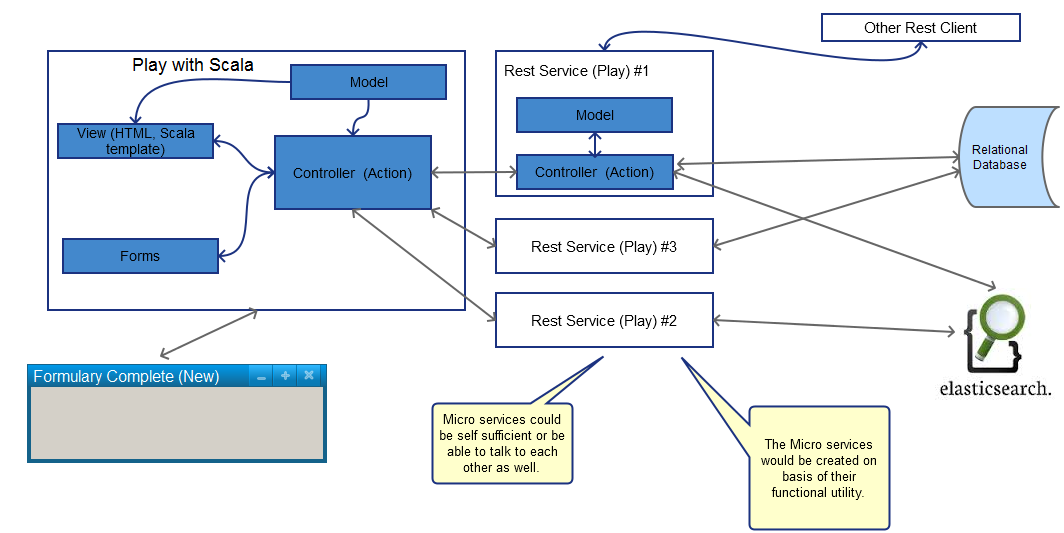 Other Rest Client
Play with Scala
Model
View (HTML, Scala
template)
Controller  (Action)
Forms
Rest Service (Play) #1
Model
Controller  (Action)
Rest Service (Play) #3
Rest Service (Play) #2
Relational
Database
elasticsearch.
Formulary Complete (New)
Micro services could
be self sufficient or be
able to talk to each
other as well.
The Micro services
would be created on
basis of their
functional utility.